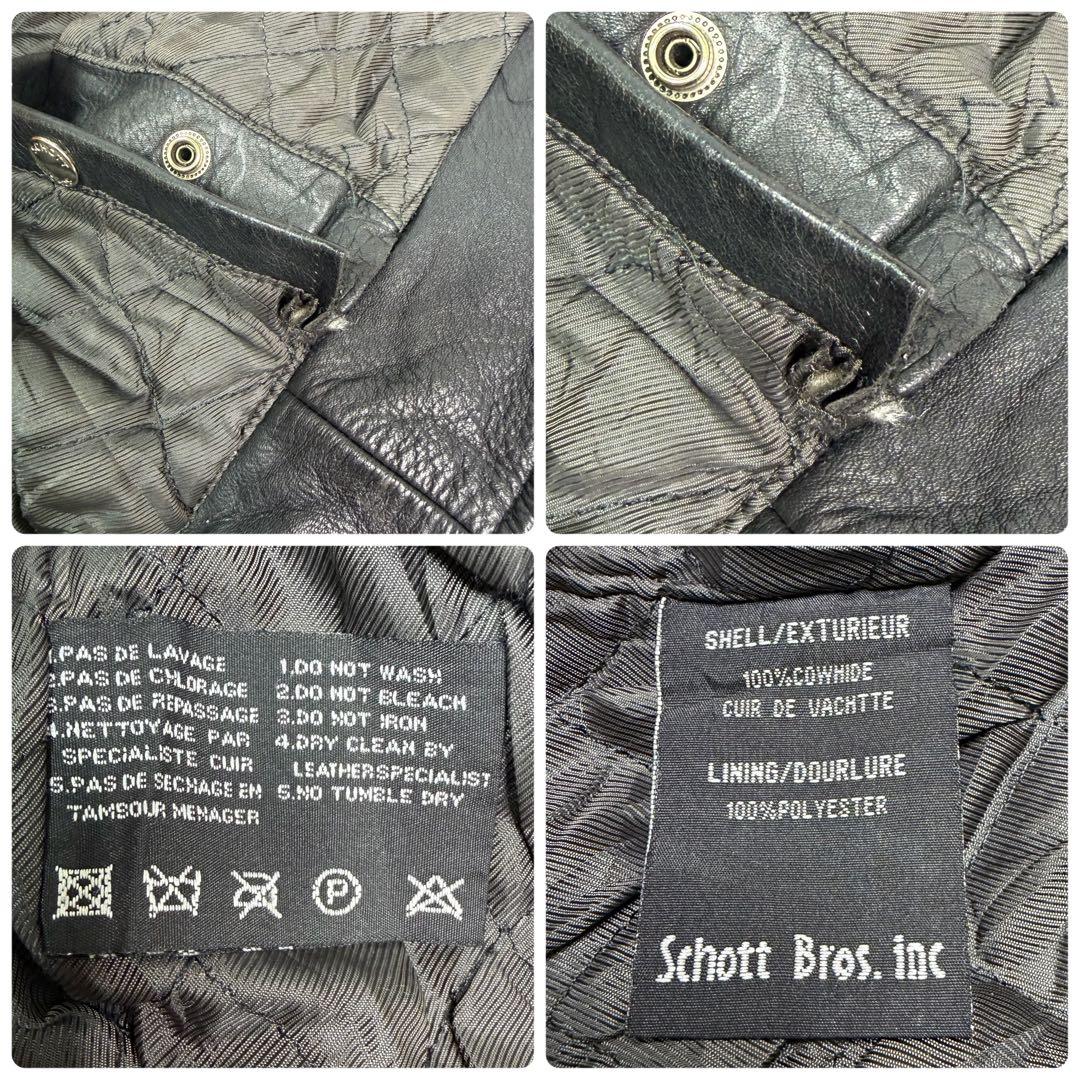 SCHOTT
1.PAS DE LAVAGE
2.PAS DE CHLORAGE
3.PAS DE REPASSAGE
4.NETTOYAGE PAR
SPECIALISTE CUIR
5.PAS DE SECHAGE EN
TAMSOUR MENAGER
1.DO NOT WASH
2.DO NOT BLEACH
3.DO NOT IRON
4.DRY CLEAN BY
LEATHERSPECIALIST
5.NO TUMBLE DRY
P
SHELL/EXTURIEUR
100%COWHIDE
CUIR DE VACHTTE
LINING/DOURLURE
100%POLYESTER
Schott Bros. inc